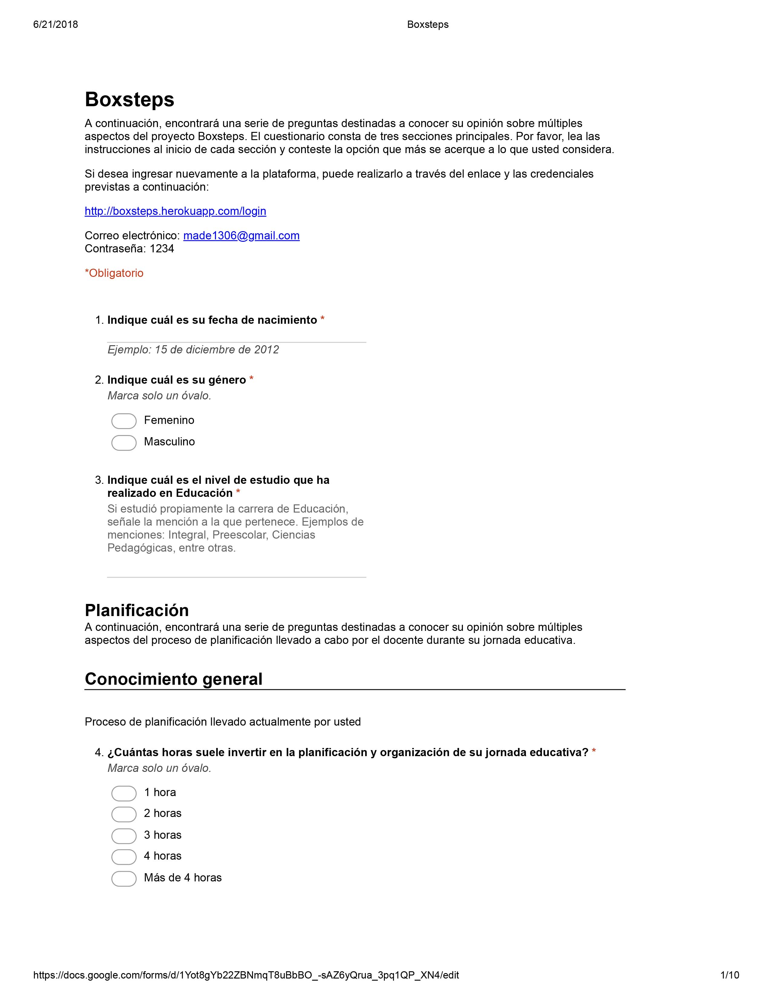 6/21/2018
Boxsteps
Boxsteps
A continuación, encontrará una serie de preguntas destinadas a conocer su opinión sobre múltiples
aspectos del proyecto Boxsteps. El cuestionario consta de tres secciones principales. Por favor, lea las
instrucciones al inicio de cada sección y conteste la opción que más se acerque a lo que usted considera.
Si desea ingresar nuevamente a la plataforma, puede realizarlo a través del enlace y las credenciales
previstas a continuación:
http://boxsteps.herokuapp.com/login
Correo electrónico: made1306@gmail.com
Contraseña: 1234
*Obligatorio
1. Indique cuál es su fecha de nacimiento *
Ejemplo: 15 de diciembre de 2012
2. Indique cuál es su género *
Marca solo un óvalo.
Femenino
Masculino
3. Indique cuál es el nivel de estudio que ha
realizado en Educación *
Si estudió propiamente la carrera de Educación,
señale la mención a la que pertenece. Ejemplos de
menciones: Integral, Preescolar, Ciencias
Pedagógicas, entre otras.
Planificación
A continuación, encontrará una serie de preguntas destinadas a conocer su opinión sobre múltiples
aspectos del proceso de planificación llevado a cabo por el docente durante su jornada educativa.
Conocimiento general
Proceso de planificación llevado actualmente por usted
4. ¿Cuántas horas suele invertir en la planificación y organización de su jornada educativa? *
Marca solo un óvalo.
1 hora
2 horas
3 horas
4 horas
Más de 4 horas
https://docs.google.com/forms/d/1Yot8gYb22ZBNmqT8uBbBO_-sAZ6yQrua_3pq1QP_XN4/edit
1/10